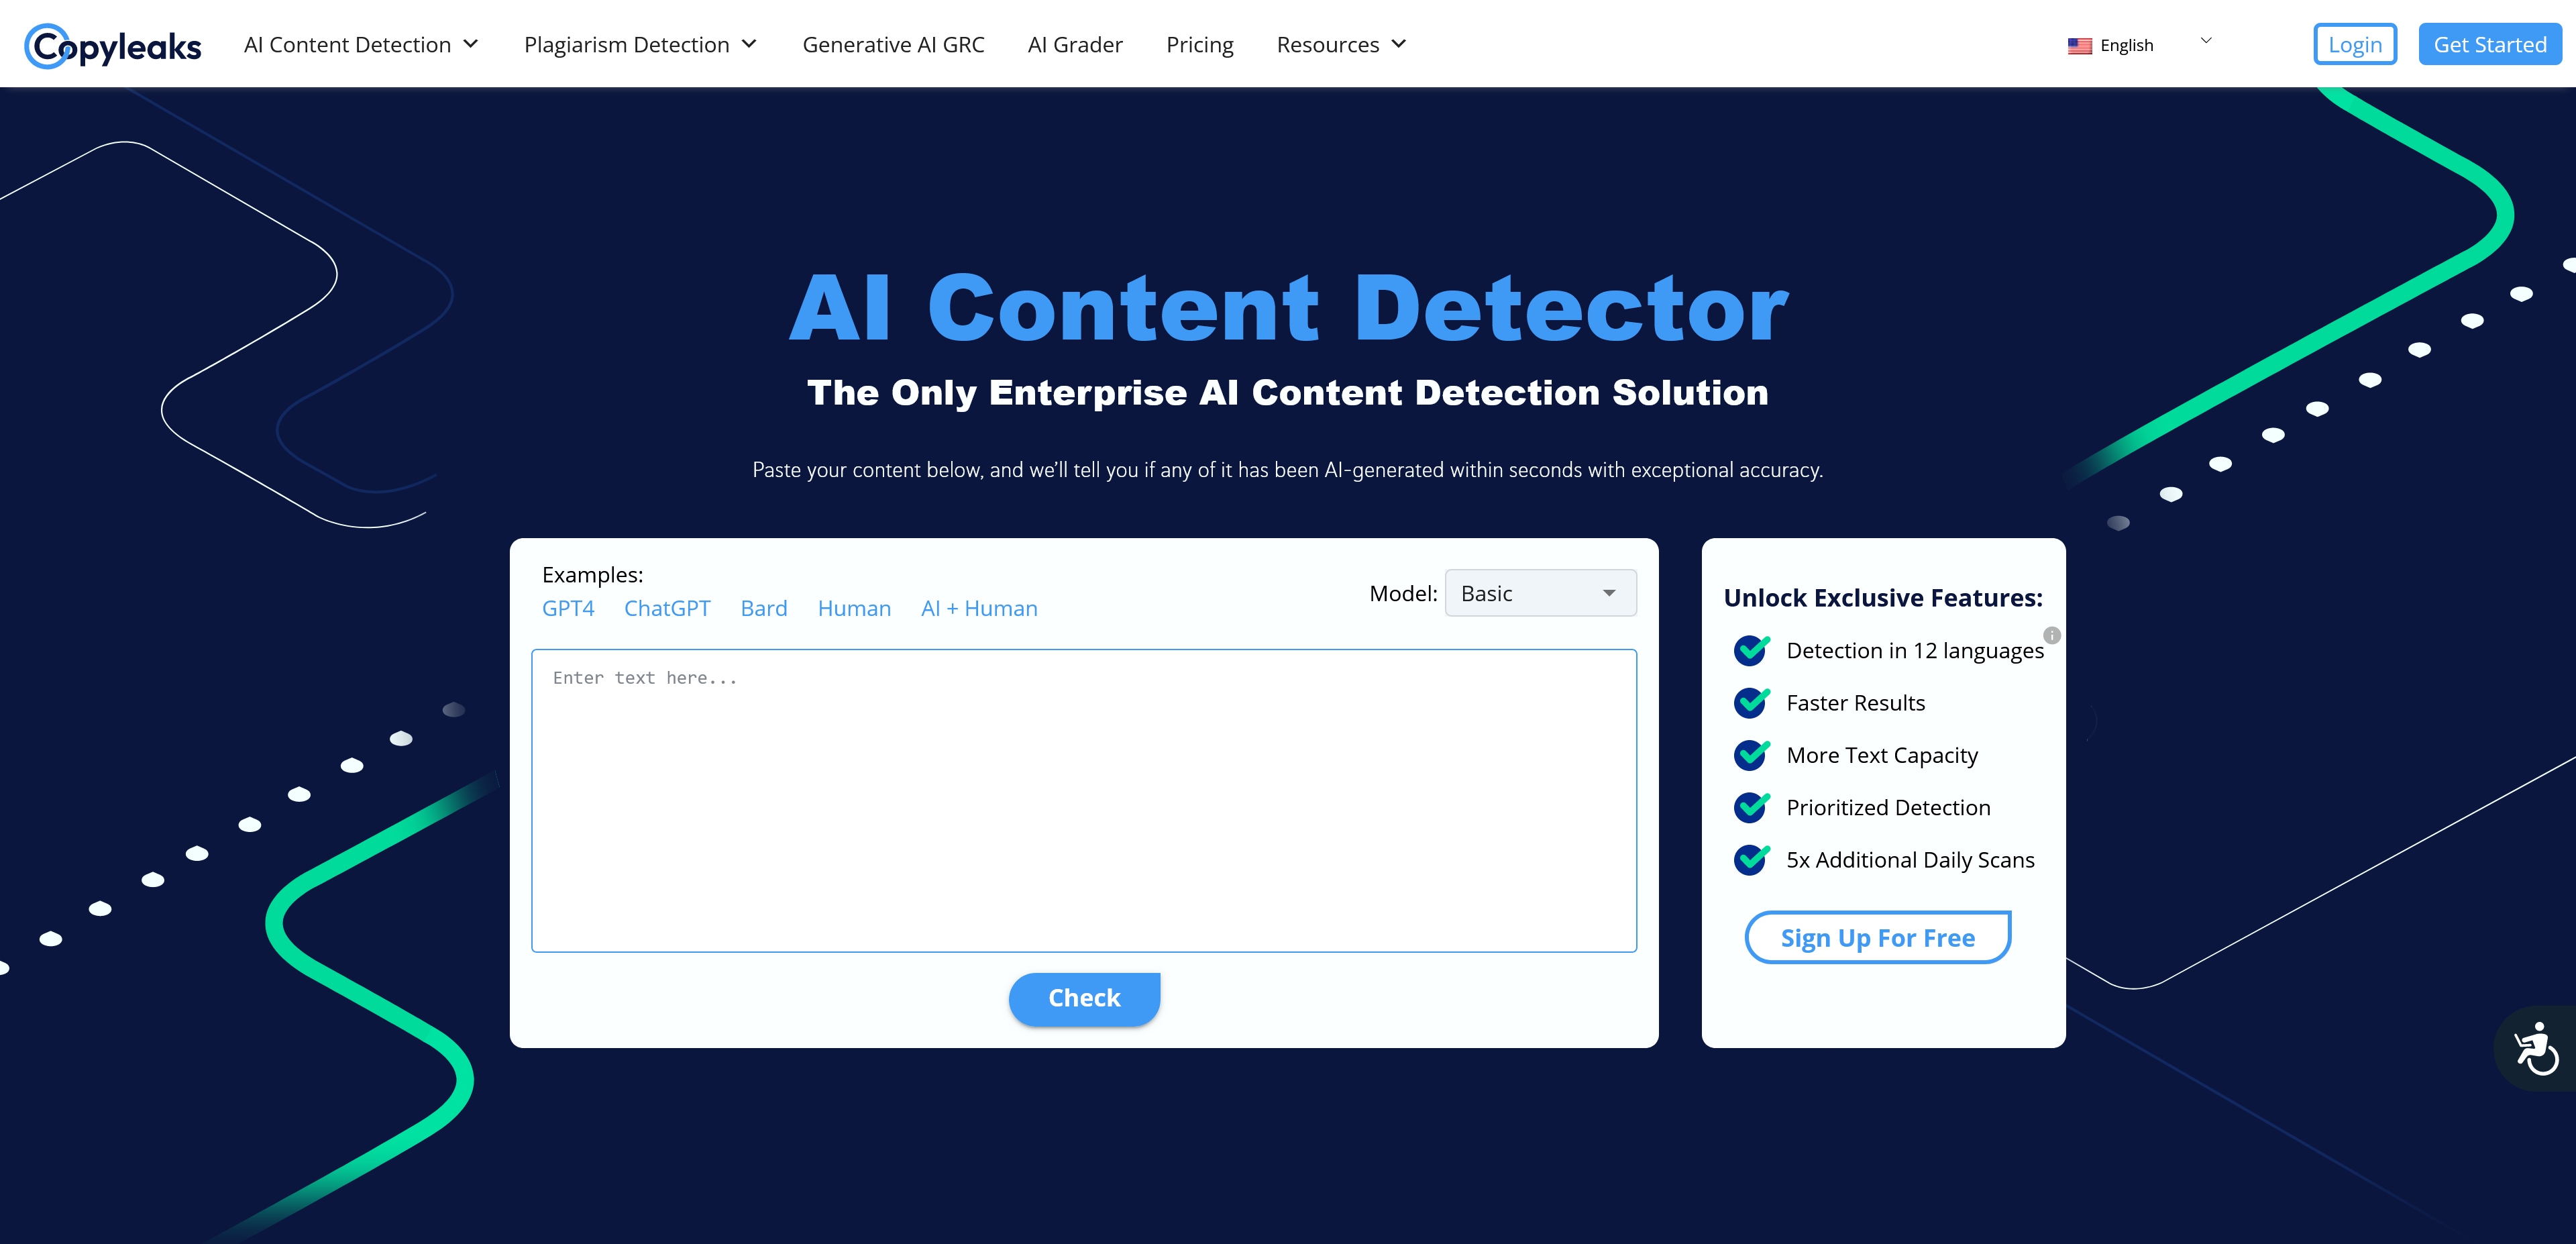 Copyleaks
AI Content Detection
Plagiarism Detection
Generative AI GRC
AI Grader
Pricing
Resources
English
Login
Get Started
AI Content Detector
The Only Enterprise AI Content Detection Solution
Paste your content below, and we’ll tell you if any of it has been AI-generated within seconds with exceptional accuracy.
Examples:
GPT4 ChatGPT Bard Human AI + Human
Model: Basic
Enter text here...
Check
Unlock Exclusive Features:
Detection in 12 languages
Faster Results
More Text Capacity
Prioritized Detection
5x Additional Daily Scans
Sign Up For Free